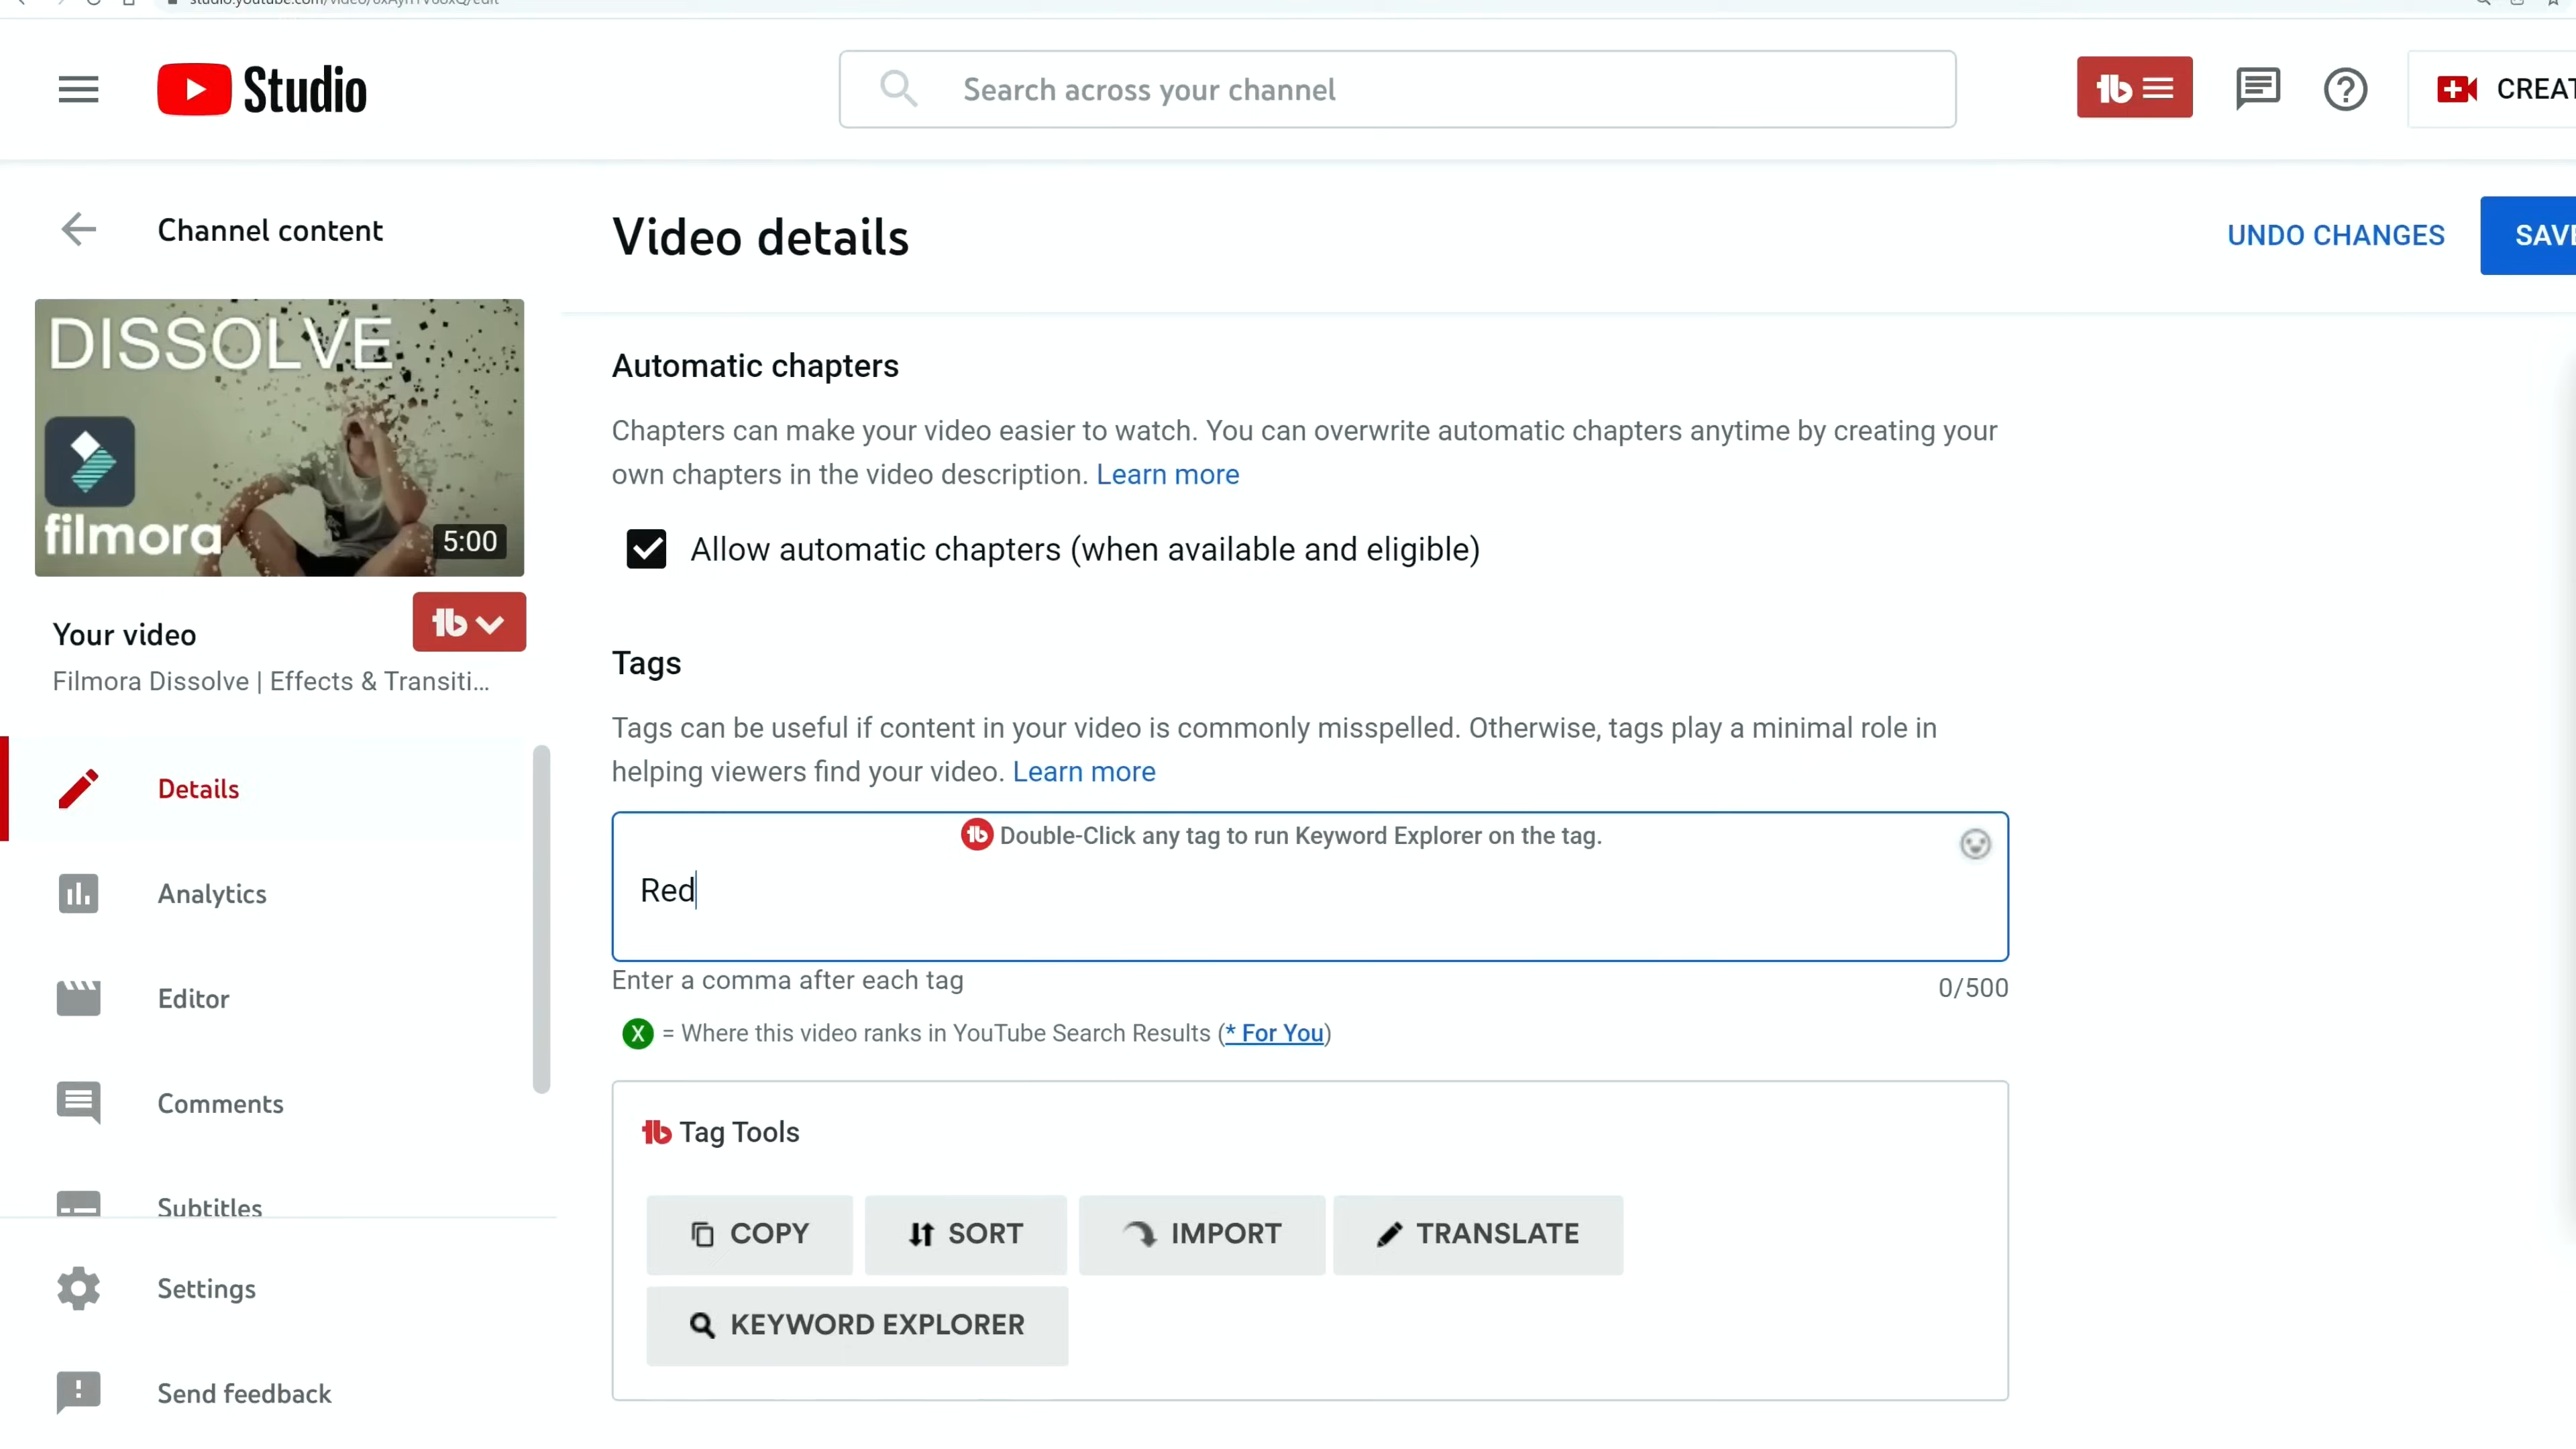 Studio
Search across your channel
Channel content
Video details
UNDO CHANGES
DISSOLVE
filmora
5:00
Your video
Filmora Dissolve | Effects & Transiti...
Details
Analytics
Editor
Comments
Subtitles
Settings
Send feedback
Automatic chapters
Chapters can make your video easier to watch. You can overwrite automatic chapters anytime by creating your
own chapters in the video description. Learn more
Allow automatic chapters (when available and eligible)
Tags
Tags can be useful if content in your video is commonly misspelled. Otherwise, tags play a minimal role in
helping viewers find your video. Learn more
Double-Click any tag to run Keyword Explorer on the tag.
Red
Enter a comma after each tag
0/500
X = Where this video ranks in YouTube Search Results (* For You)
Tag Tools
COPY
SORT
IMPORT
TRANSLATE
KEYWORD EXPLORER